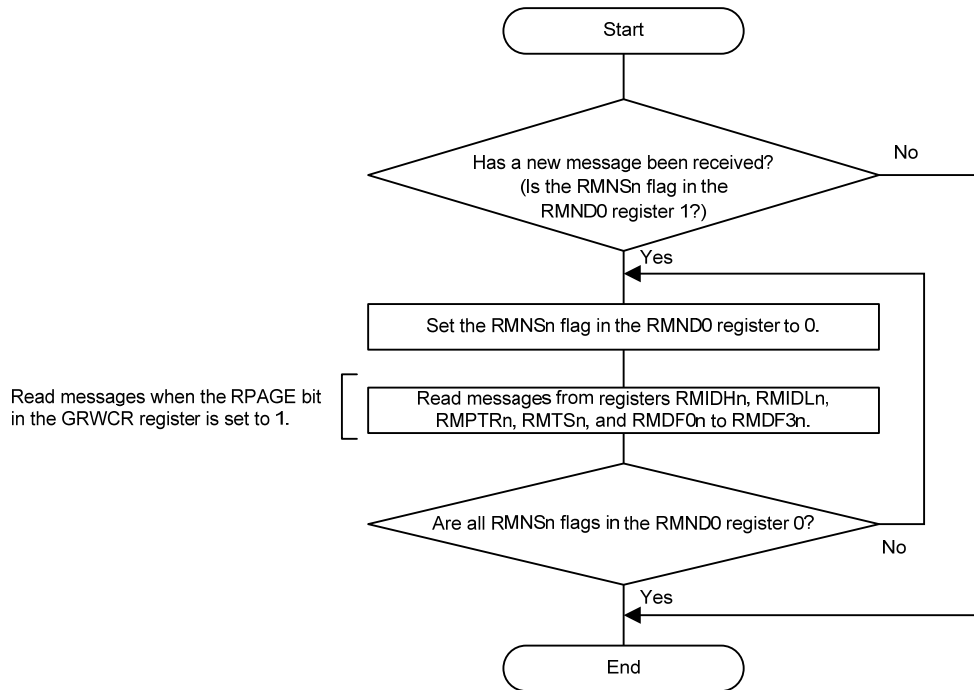 Start
Has a new message been received?
(Is the RMNSn flag in the
RMND0 register 1?)
No
Yes
Set the RMNSn flag in the RMND0 register to 0.
Read messages when the RPAGE bit
in the GRWCR register is set to 1.
Read messages from registers RMIDHn, RMIDLn,
RMPTRn, RMTSn, and RMDF0n to RMDF3n.
Are all RMNSn flags in the RMND0 register 0?
No
Yes
End